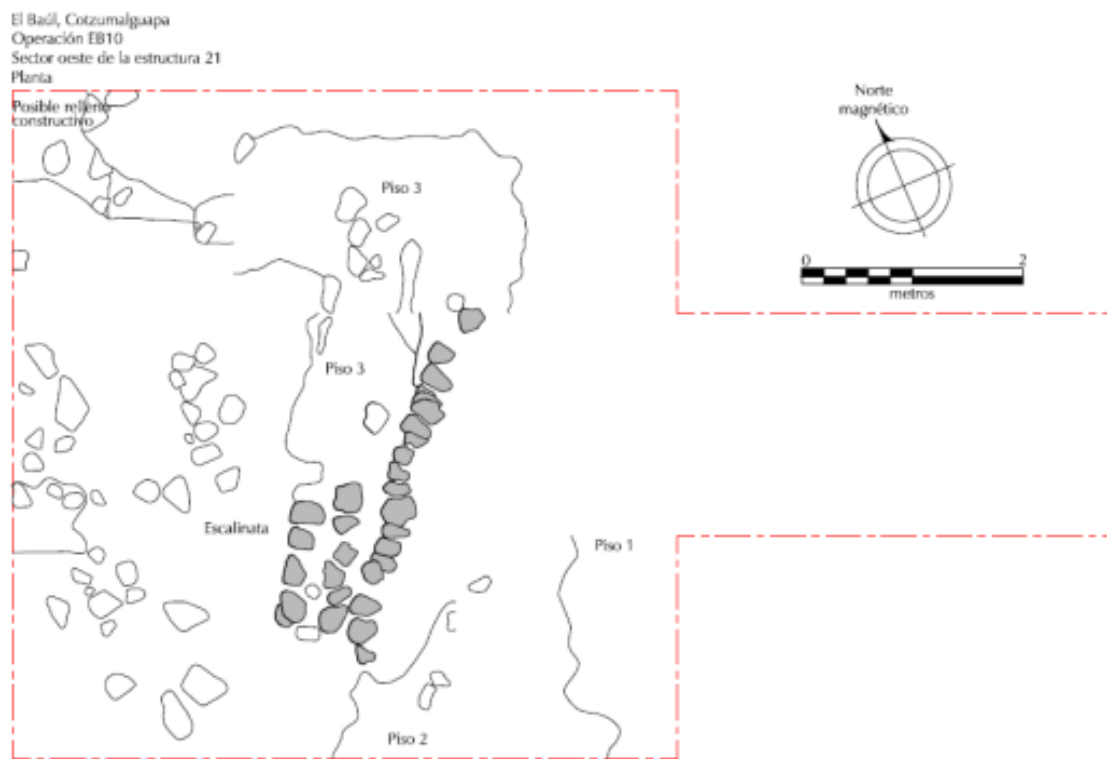 El Baúl, Cotzumalguapa
Operación EB10
Sector oeste de la estructura 21
Planta
Posible relleno
constructivo
Norte
magnético
Piso 3
0 2
metros
Piso 3
Escalinata
Piso 1
Piso 2